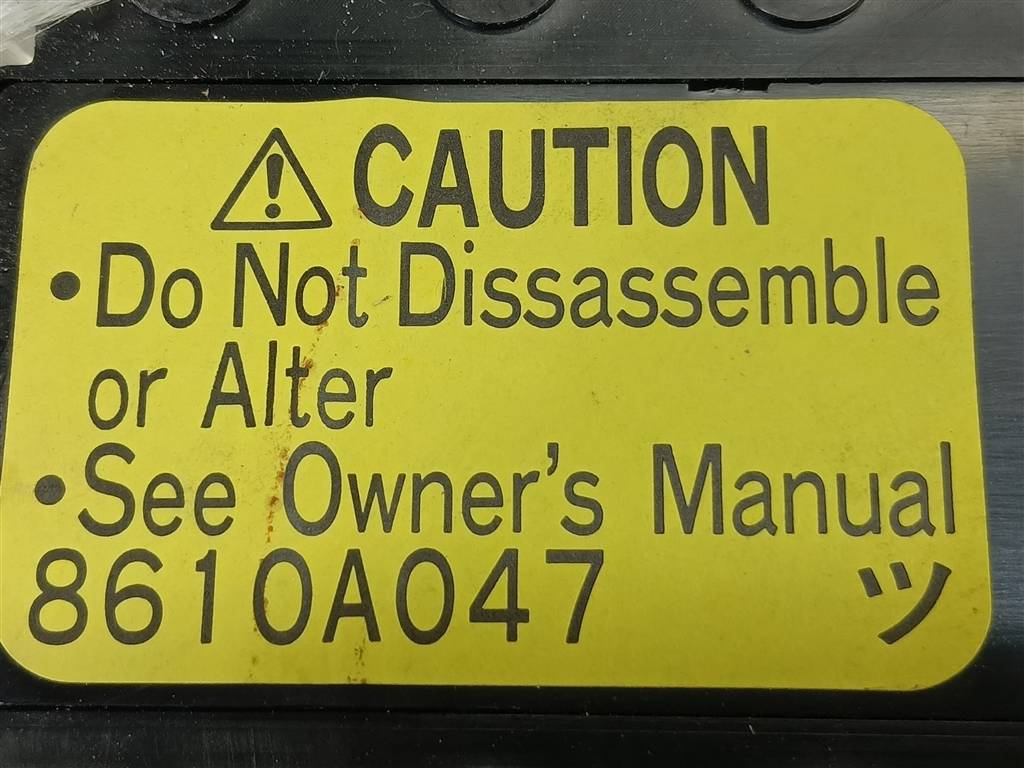 CAUTION
•Do Not Dissassemble
or Alter
•See Owner's Manual
8610A047 ツ